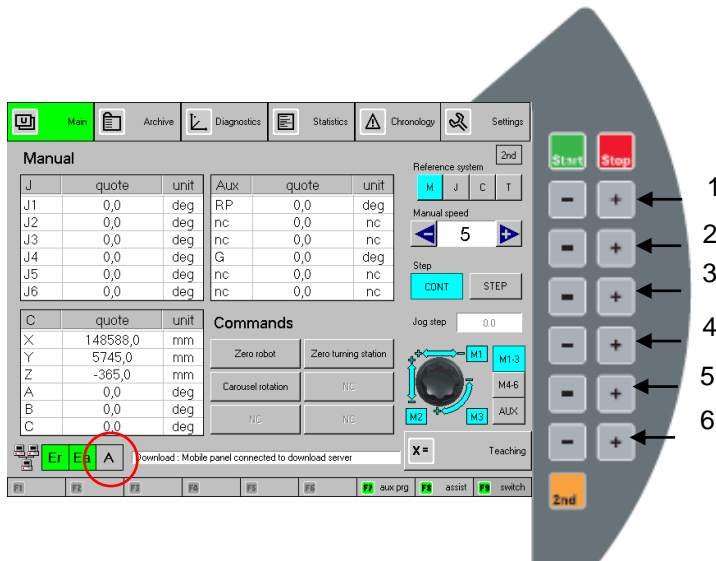 Main Archive Diagnostics Statistics Chronology Settings
Manual
2nd
Reference system
M J C T
J quote unit
J1 0,0 deg
J2 0,0 deg
J3 0,0 deg
J4 0,0 deg
J5 0,0 deg
J6 0,0 deg
Aux quote unit
RP 0,0 deg
nc 0,0 nc
nc 0,0 nc
G 0,0 deg
nc 0,0 nc
nc 0,0 nc
Manual speed
- 5 +
Step
CONT STEP
Jog step 0.0
C quote unit
X 148588,0 mm
Y 5745,0 mm
Z -365,0 mm
A 0,0 deg
B 0,0 deg
C 0,0 deg
Commands
Zero robot Zero turning station
Carousel rotation NC
NC NC
+ - M1
+ -
M2 + - M3
M1-3
M4-6
AUX
Er Ea A Download : Mobile panel connected to download server
X= Teaching
F1 F2 F3 F4 F5 F6 F7 aux prg F8 assist F9 switch
Start Stop
- + 1
- + 2
- + 3
- + 4
- + 5
- + 6
2nd